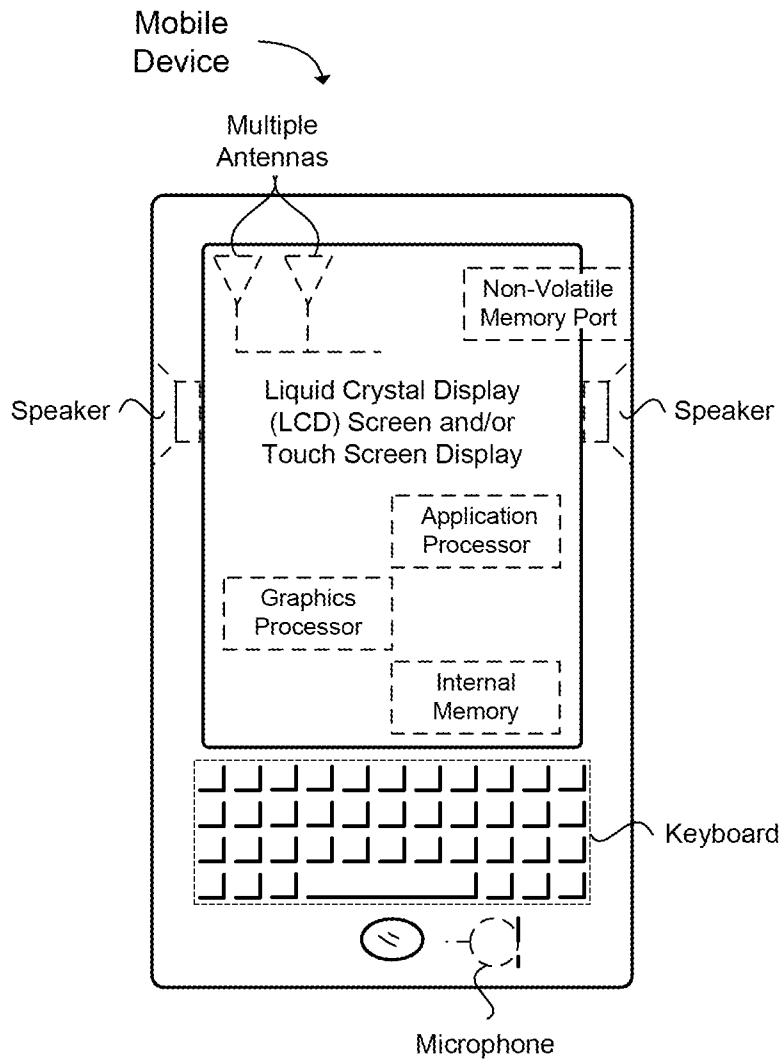 Mobile
Device
Multiple
Antennas
Non-Volatile
Memory Port
Speaker
Liquid Crystal Display
(LCD) Screen and/or
Touch Screen Display
Speaker
Application
Processor
Graphics
Processor
Internal
Memory
Keyboard
Microphone